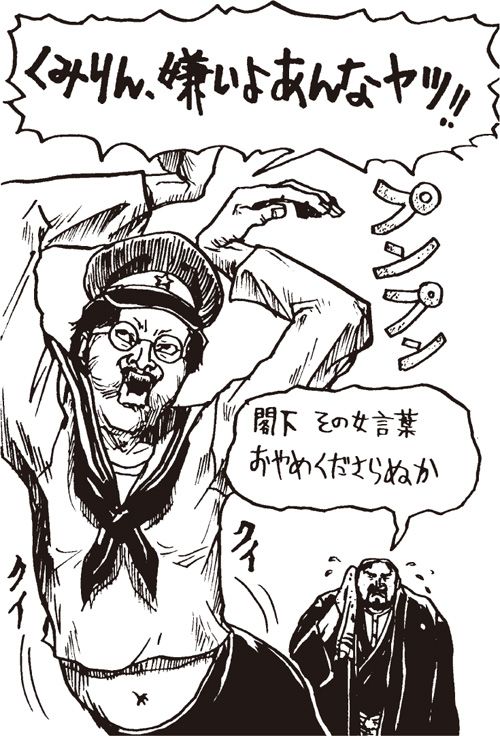 くみりん、嫌いよあんなヤツ!!
プンプン
閣下 その女言葉
おやめくださらぬか
クイ
クイ